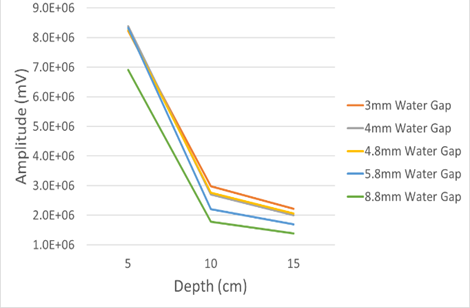 9.0E+06
8.0E+06
7.0E+06
6.0E+06
5.0E+06
4.0E+06
3.0E+06
2.0E+06
1.0E+06
Amplitude (mV)
5 10 15
Depth (cm)
3mm Water Gap
4mm Water Gap
4.8mm Water Gap
5.8mm Water Gap
8.8mm Water Gap